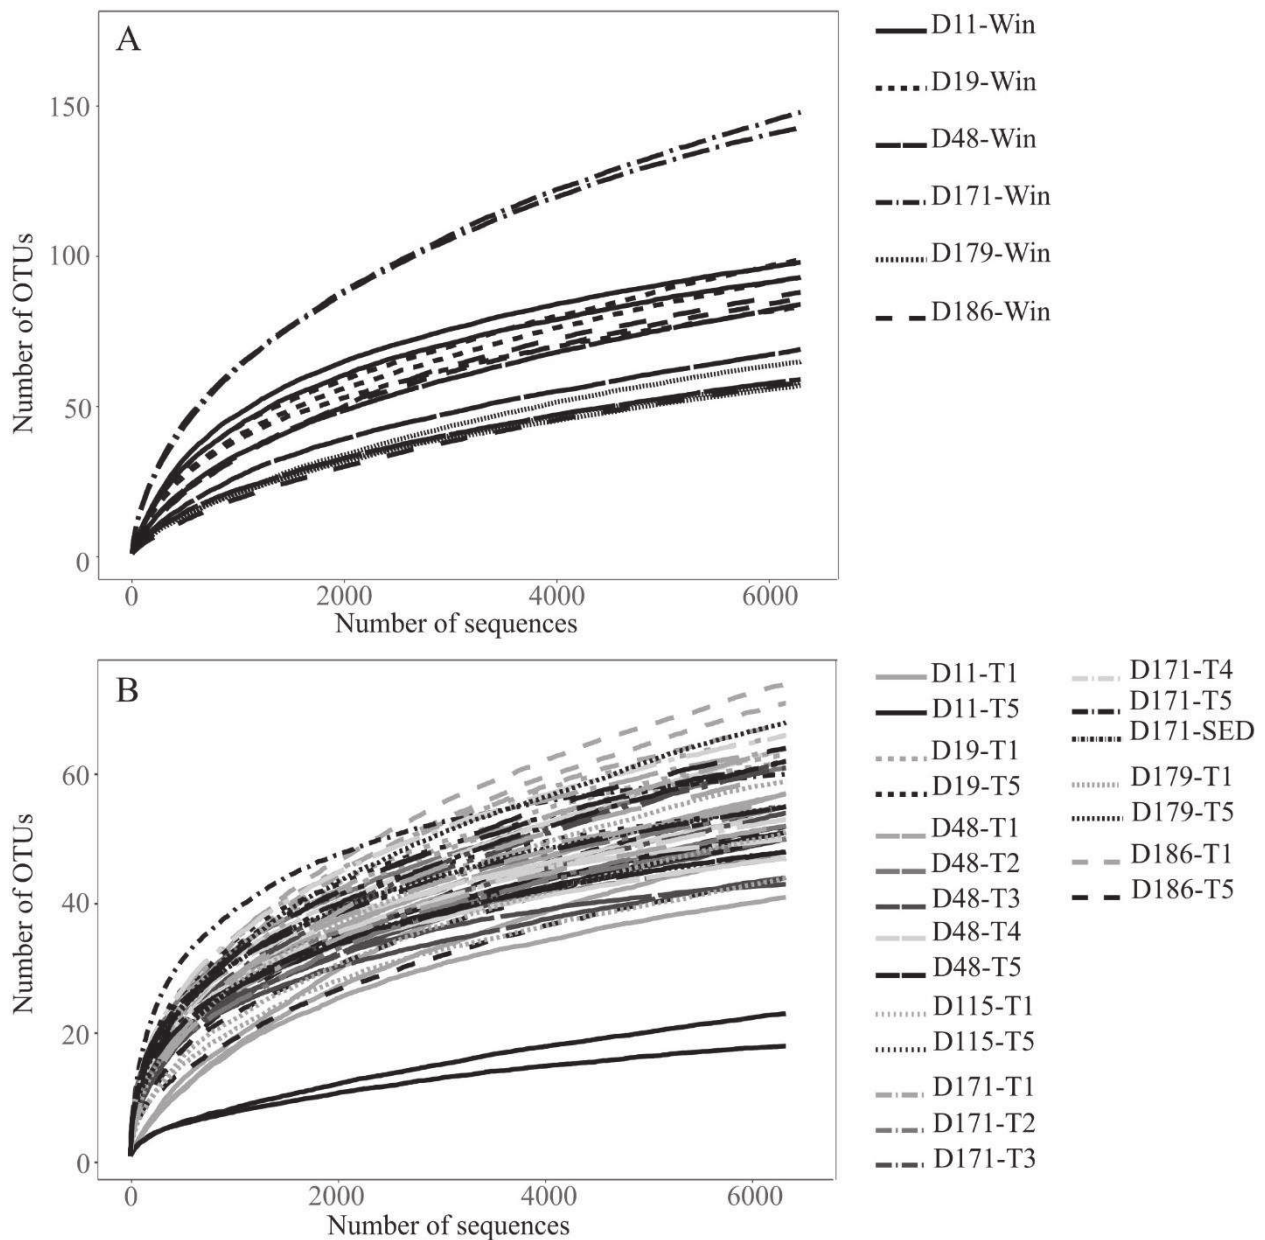 A
D11-Win
D19-Win
D48-Win
D171-Win
D179-Win
D186-Win
150
100
50
0
Number of OTUs
0 2000 4000 6000
Number of sequences
B
60
40
20
0
Number of OTUs
0 2000 4000 6000
Number of sequences
D11-T1
D11-T5
D19-T1
D19-T5
D48-T1
D48-T2
D48-T3
D48-T4
D48-T5
D115-T1
D115-T5
D171-T1
D171-T2
D171-T3
D171-T4
D171-T5
D171-SED
D179-T1
D179-T5
D186-T1
D186-T5